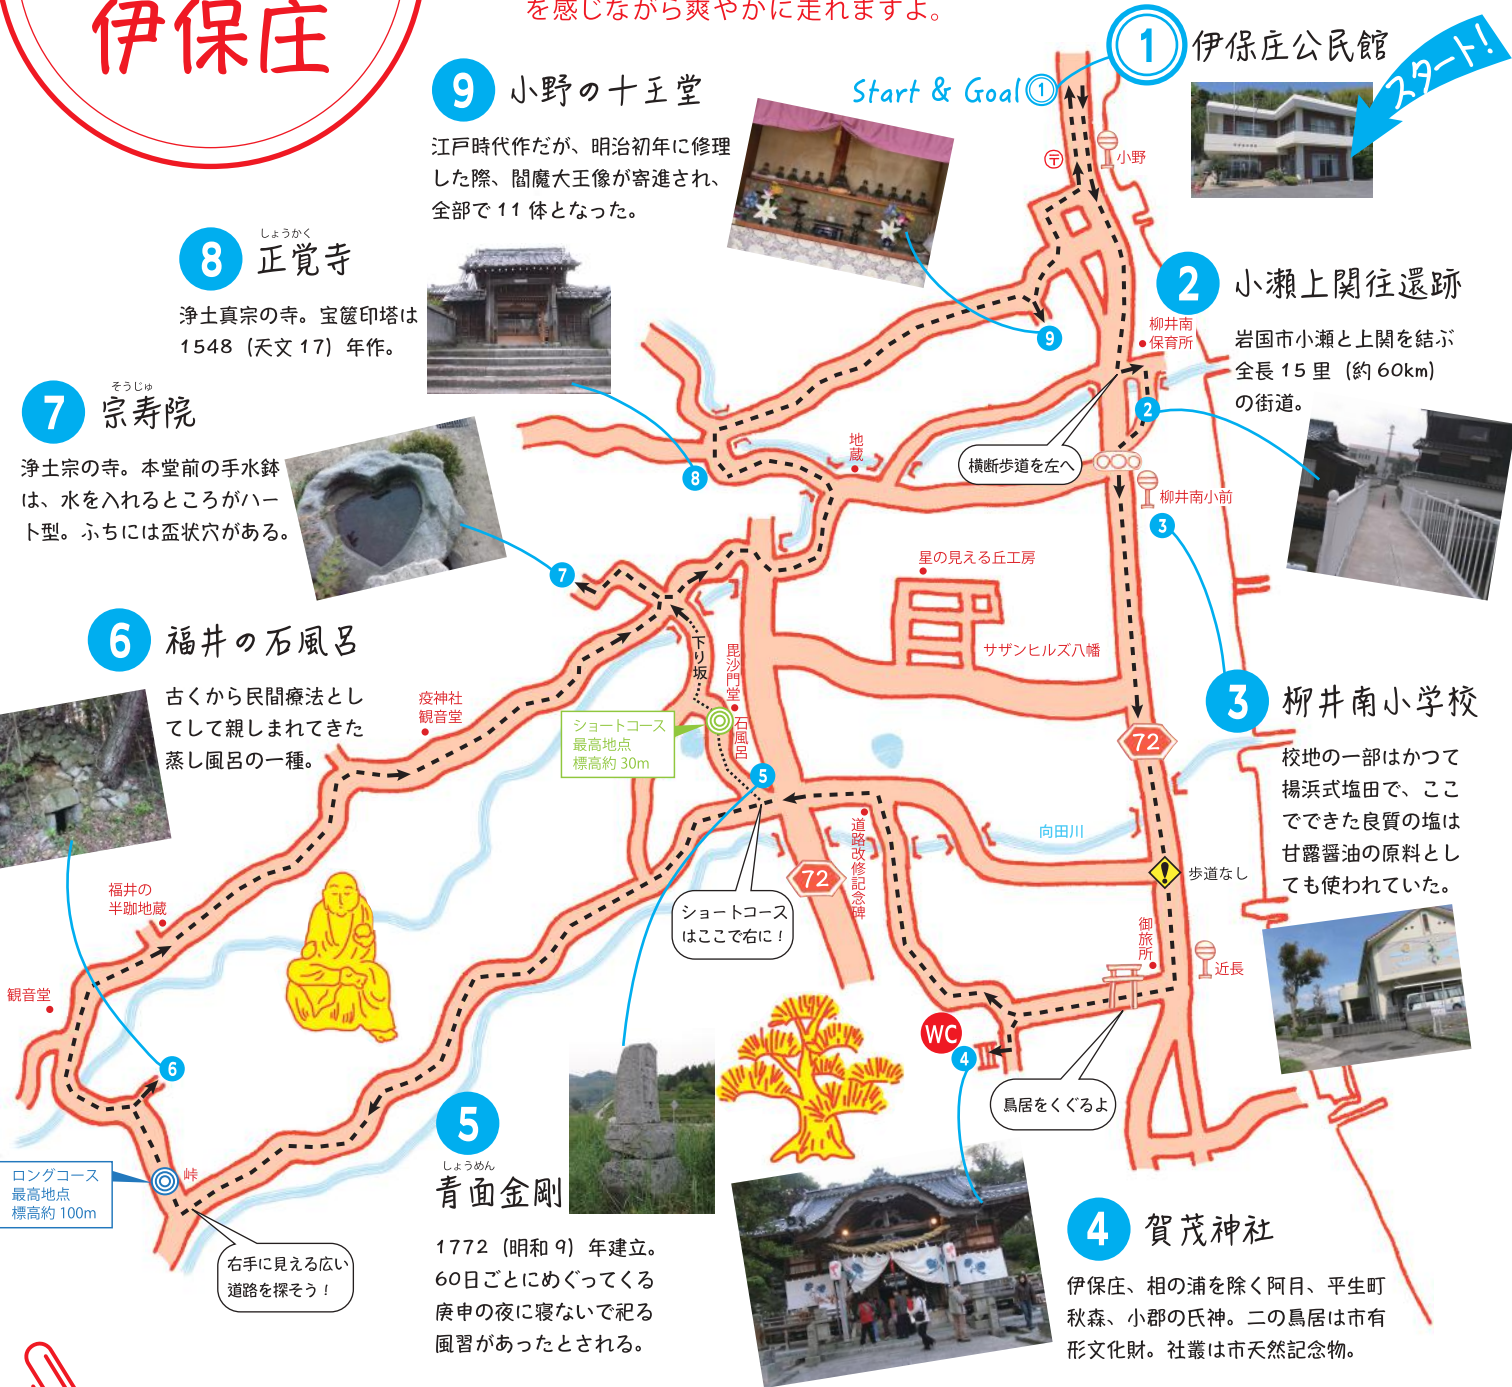 伊保庄
を感じながら爽やかに走れますよ。
Start & Goal
1
1
伊保庄公民館
スタート!
小野
〒
9
小野の十王堂
江戸時代作だが、明治初年に修理
した際、閻魔大王像が寄進され、
全部で11体となった。
9
8
しょうかく
正覚寺
浄土真宗の寺。宝篋印塔は
1548(天文17)年作。
8
7
そうじゅ
宗寿院
浄土宗の寺。本堂前の手水鉢
は、水を入れるところがハー
ト型。ふちには盃状穴がある。
7
2
小瀬上関往還跡
岩国市小瀬と上関を結ぶ
全長15里(約60km)
の街道。
柳井南
保育所
2
横断歩道を左へ
地蔵
柳井南小前
3
星の見える丘工房
サザンヒルズ八幡
6
福井の石風呂
古くから民間療法とし
てして親しまれてきた
蒸し風呂の一種。
疫神社
観音堂
下り坂
毘沙門堂
石風呂
ショートコース
最高地点
標高約30m
5
72
3
柳井南小学校
校地の一部はかつて
揚浜式塩田で、ここ
でできた良質の塩は
甘露醤油の原料とし
ても使われていた。
向田川
道路改修記念碑
72
歩道なし
ショートコース
はここで右に!
福井の
半跏地蔵
観音堂
御旅所
近長
WC
4
鳥居をくぐるよ
6
峠
ロングコース
最高地点
標高約100m
右手に見える広い
道路を探そう!
5
しょうめん
青面金剛
1772(明和9)年建立。
60日ごとにめぐってくる
庚申の夜に寝ないで祀る
風習があったとされる。
4
賀茂神社
伊保庄、相の浦を除く阿月、平生町
秋森、小郡の氏神。二の鳥居は市有
形文化財。社叢は市天然記念物。